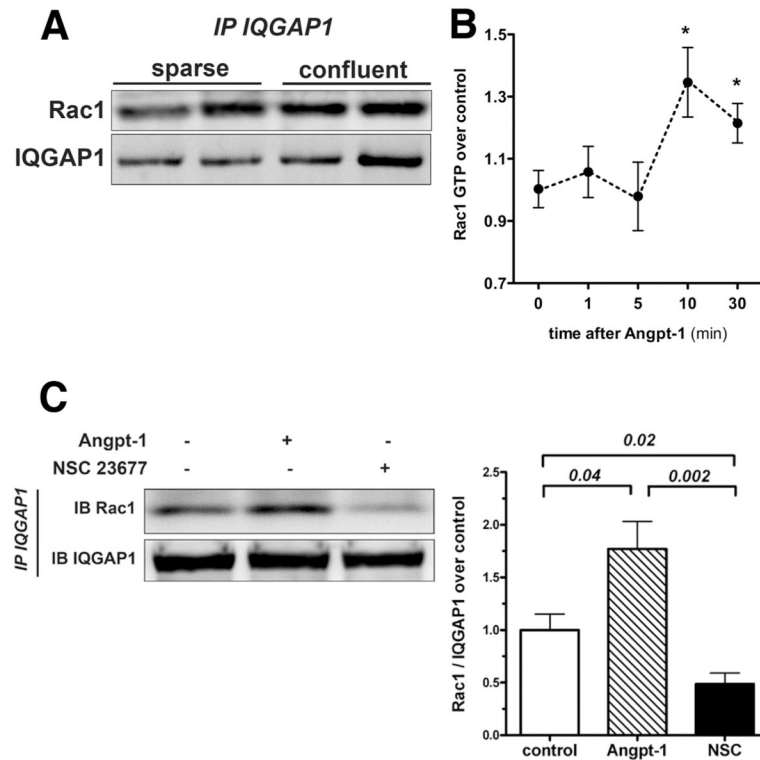 A
IP IQGAP1
sparse confluent
Rac1
IQGAP1
B
Rac1 GTP over control
1.5
1.3
1.1
0.9
0.7
* *
0 1 5 10 30
time after Angpt-1 (min)
C
Angpt-1 - + -
NSC 23677 - - +
IP IQGAP1
IB Rac1
IB IQGAP1
0.02
0.04 0.002
Rac1 / IQGAP1 over control
2.5
2.0
1.5
1.0
0.5
0.0
control Angpt-1 NSC